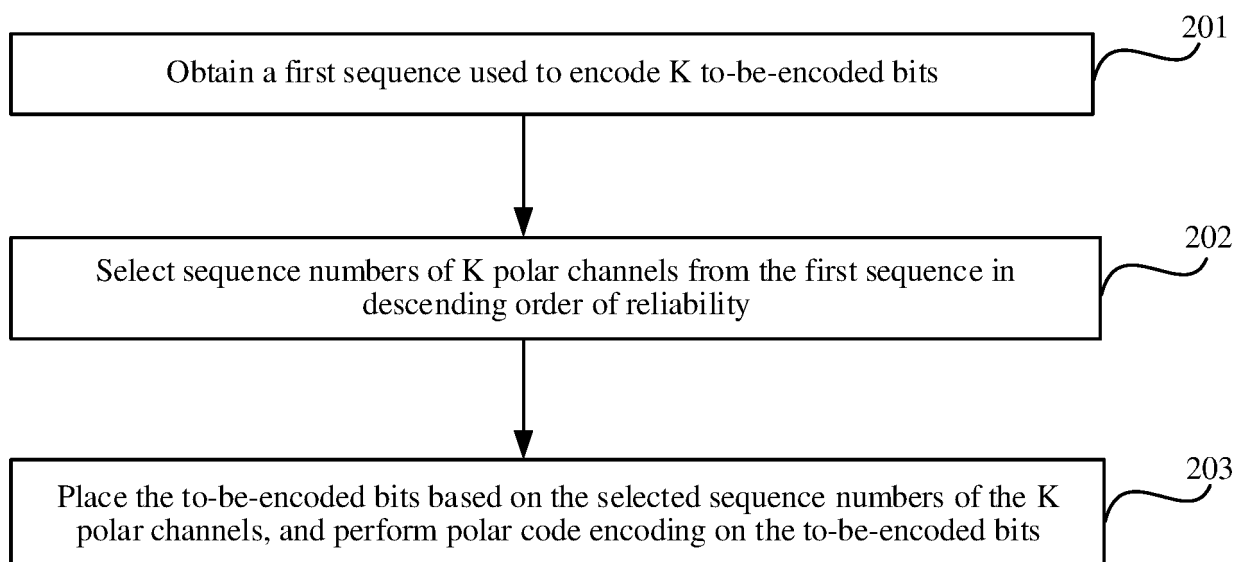 201
Obtain a first sequence used to encode K to-be-encoded bits
202
Select sequence numbers of K polar channels from the first sequence in
descending order of reliability
203
Place the to-be-encoded bits based on the selected sequence numbers of the K
polar channels, and perform polar code encoding on the to-be-encoded bits